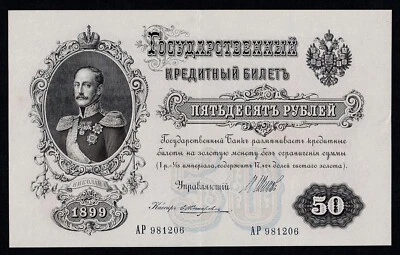 Государственный
кредитный билетъ
пятьдесятъ рублей
Государственный Банкъ размѣниваетъ кредитные
билеты на золотую монету безъ ограниченія суммы
(1 р.=1/15 имперіала, содержитъ 17,424 долей чистаго золота).
Управляющій
Кассиръ
1899
50
АР 981206
АР 981206